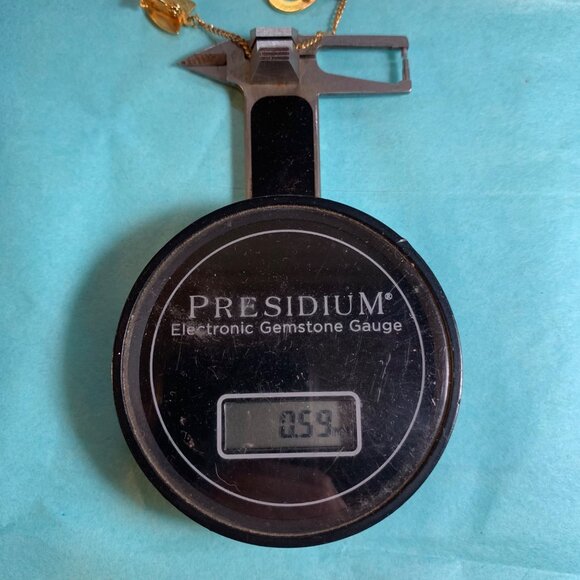 PRESIDIUM®
Electronic Gemstone Gauge
0.59